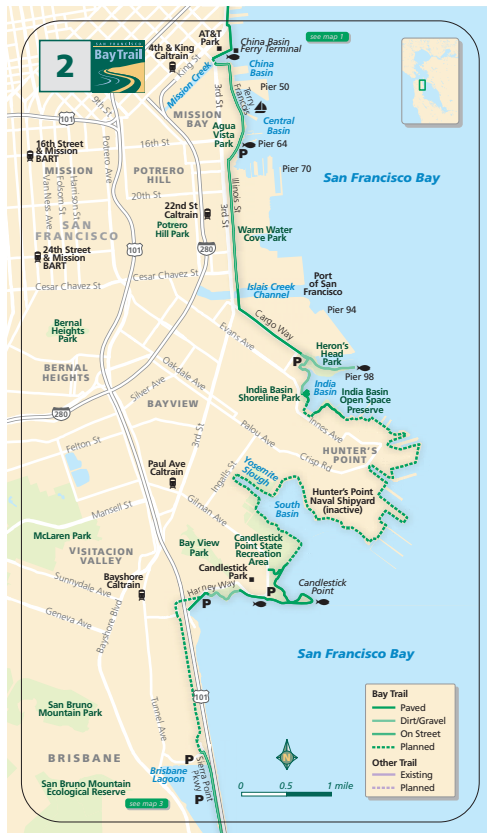 see map 1
SAN FRANCISCO
Bay Trail
2
AT&T
Park
China Basin
Ferry Terminal
4th & King
Caltrain
King St
Mission Creek
China
Basin
Pier 50
3rd St
Terry Francois
9th St
101
MISSION
BAY
Central
Basin
Agua
Vista
Park
P
Pier 64
16th St
16th Street
& Mission
BART
MISSION
Potrero Ave
POTRERO
HILL
Pier 70
San Francisco Bay
Van Ness Ave
Folsom St
Harrison St
20th St
22nd St
Caltrain
Potrero
Hill Park
Illinois St
3rd St
SAN
FRANCISCO
Warm Water
Cove Park
101
280
24th Street
& Mission
BART
Cesar Chavez St
Cesar Chavez St
Islais Creek
Channel
Port
of San
Francisco
Pier 94
Cargo Way
Evans Ave
Bernal
Heights
Park
Heron's
Head
Park
P
Pier 98
BERNAL
HEIGHTS
Oakdale Ave
Silver Ave
India Basin
Shoreline Park
India
Basin
India Basin
Open Space
Preserve
BAYVIEW
280
3rd St
Innes Ave
Palou Ave
HUNTER'S
POINT
Felton St
Crisp Rd
Paul Ave
Caltrain
Ingalls St
Yosemite
Slough
Hunter's Point
Naval Shipyard
(inactive)
Mansell St
Gilman Ave
South
Basin
McLaren Park
Bay View
Park
Candlestick
Point State
Recreation
Area
VISITACION
VALLEY
Candlestick
Park
Sunnydale Ave
Bayshore
Caltrain
Harney Way
P
P
Candlestick
Point
Geneva Ave
Bayshore Blvd
San Francisco Bay
101
Bay Trail
Paved
Dirt/Gravel
On Street
Planned
Other Trail
Existing
Planned
San Bruno
Mountain Park
Tunnel Ave
BRISBANE
P
Brisbane
Lagoon
Sierra Point
Pkwy
N
San Bruno Mountain
Ecological Reserve
P
0 0.5 1 mile
see map 3